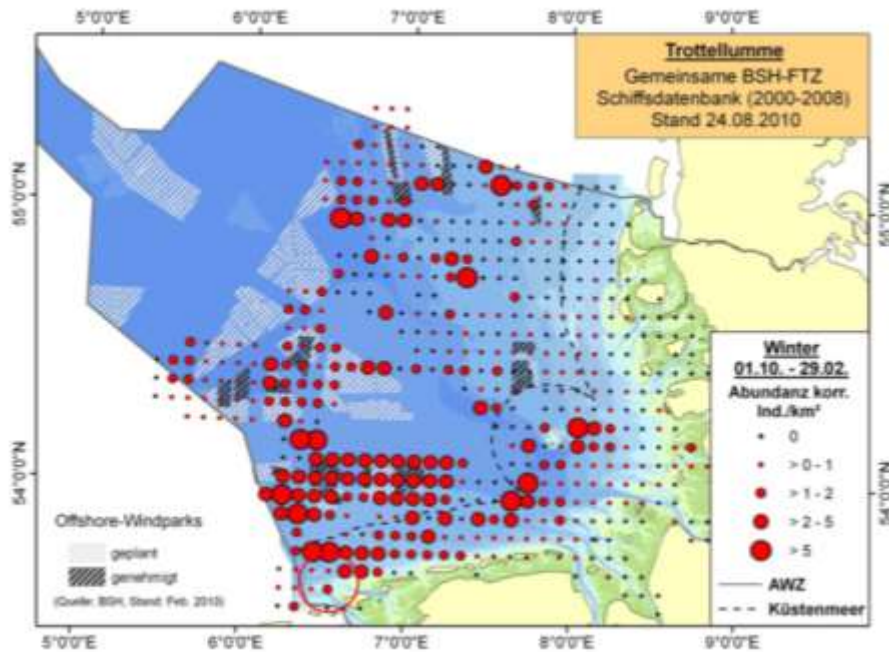 5°0'0"E 6°0'0"E 7°0'0"E 8°0'0"E 9°0'0"E
Trottellumme
Gemeinsame BSH-FTZ
Schiffsdatenbank (2000-2008)
Stand 24.08.2010
55°0'0"N
55°0'0"N
54°0'0"N
54°0'0"N
Winter
01.10. - 29.02.
Abundanz korr.
Ind./km²
0
> 0 - 1
> 1 - 2
> 2 - 5
> 5
AWZ
Küstenmeer
Offshore-Windparks
geplant
genehmigt
(Quelle: BSH, Stand: Feb. 2010)
5°0'0"E 6°0'0"E 7°0'0"E 8°0'0"E 9°0'0"E